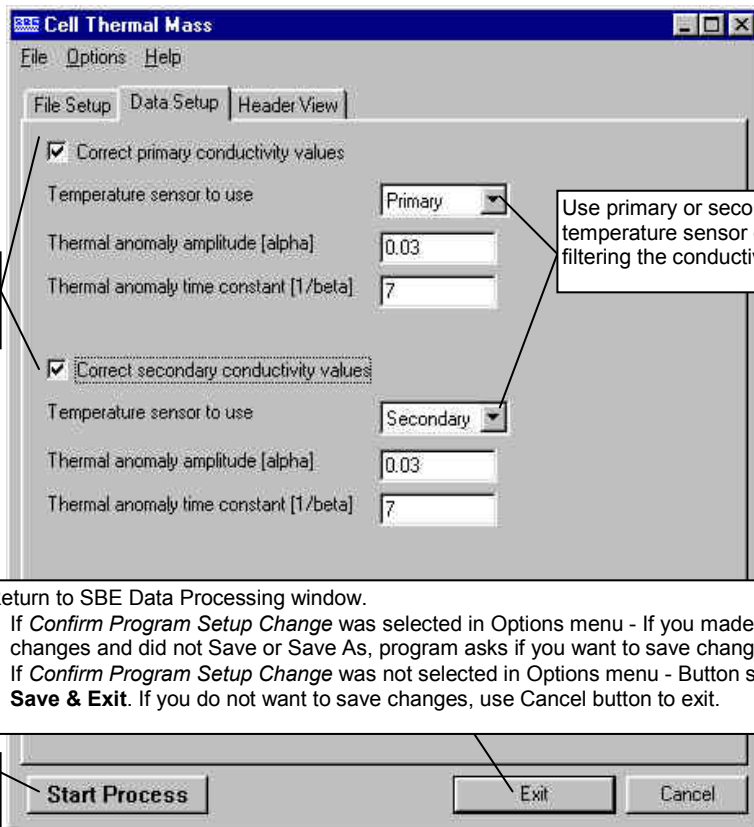 SBE Cell Thermal Mass
File Options Help
File Setup Data Setup Header View
Correct primary conductivity values
Temperature sensor to use Primary
Use primary or
temperature sensor
Thermal anomaly amplitude [alpha] 0.03
filtering the
Thermal anomaly time constant [1/beta] 7
Correct secondary conductivity values
Temperature sensor to use Secondary
Thermal anomaly amplitude [alpha] 0.03
Thermal anomaly time constant [1/beta] 7
to SBE Data Processing window.
If Confirm Program Setup Change was selected in Options menu - If you made
changes and did not Save or Save As, program asks if you want to save
If Confirm Program Setup Change was not selected in Options menu - Button
Save & Exit. If you do not want to save changes, use Cancel button to exit.
Start Process Exit Cancel